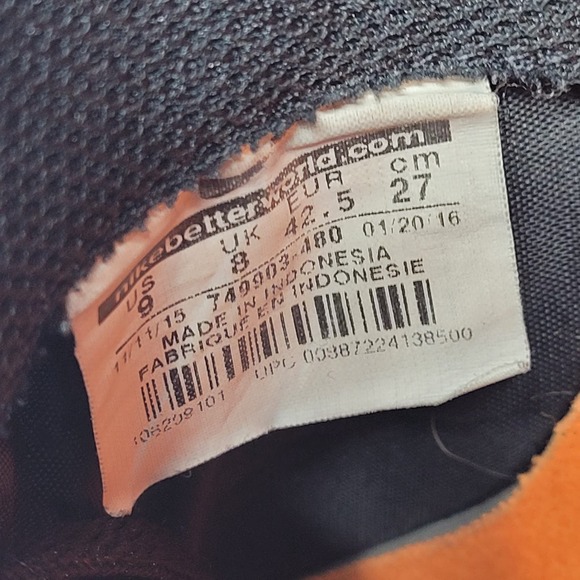 nikebetterworld.com
US UK EUR cm
9 8 42.5 27
11/11/15 749903 480 01/20/16
MADE IN INDONESIA
FABRIQUE EN INDONESIE
UPC 00887224138500